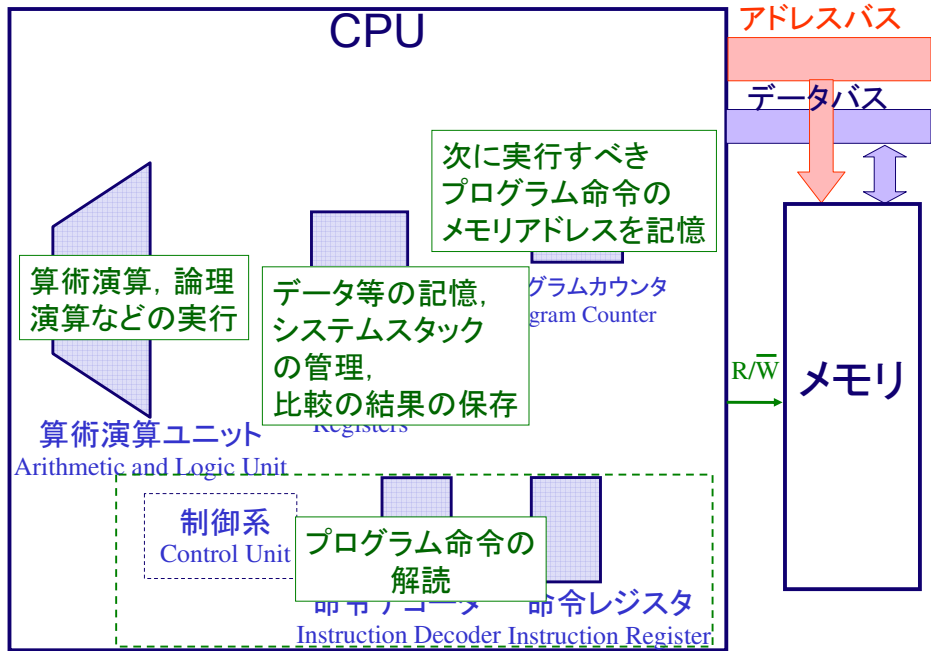 CPU
アドレスバス
データバス
次に実行すべき
プログラム命令の
メモリアドレスを記憶
グラムカウンタ
gram Counter
算術演算, 論理
演算などの実行
データ等の記憶,
システムスタック
の管理,
比較の結果の保存
Registers
R/W̅
メモリ
算術演算ユニット
Arithmetic and Logic Unit
制御系
Control Unit
プログラム命令の
解読
命令デコーダ
命令レジスタ
Instruction Decoder
Instruction Register